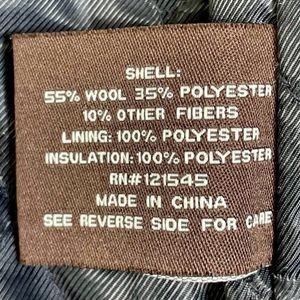 SHELL:
55% WOOL 35% POLYESTER
10% OTHER FIBERS
LINING: 100% POLYESTER
INSULATION: 100% POLYESTER
RN#121545
MADE IN CHINA
SEE REVERSE SIDE FOR CARE